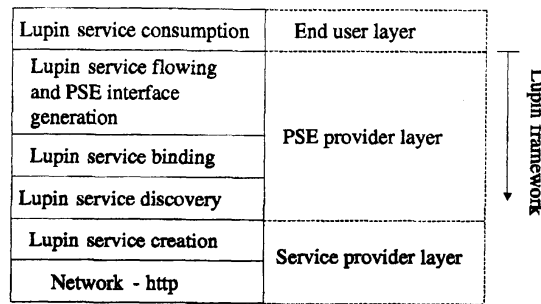 Lupin service consumption
End user layer
Lupin service flowing
and PSE interface
generation
Lupin service binding
Lupin service discovery
PSE provider layer
Lupin service creation
Network - http
Service provider layer
Lupin framework